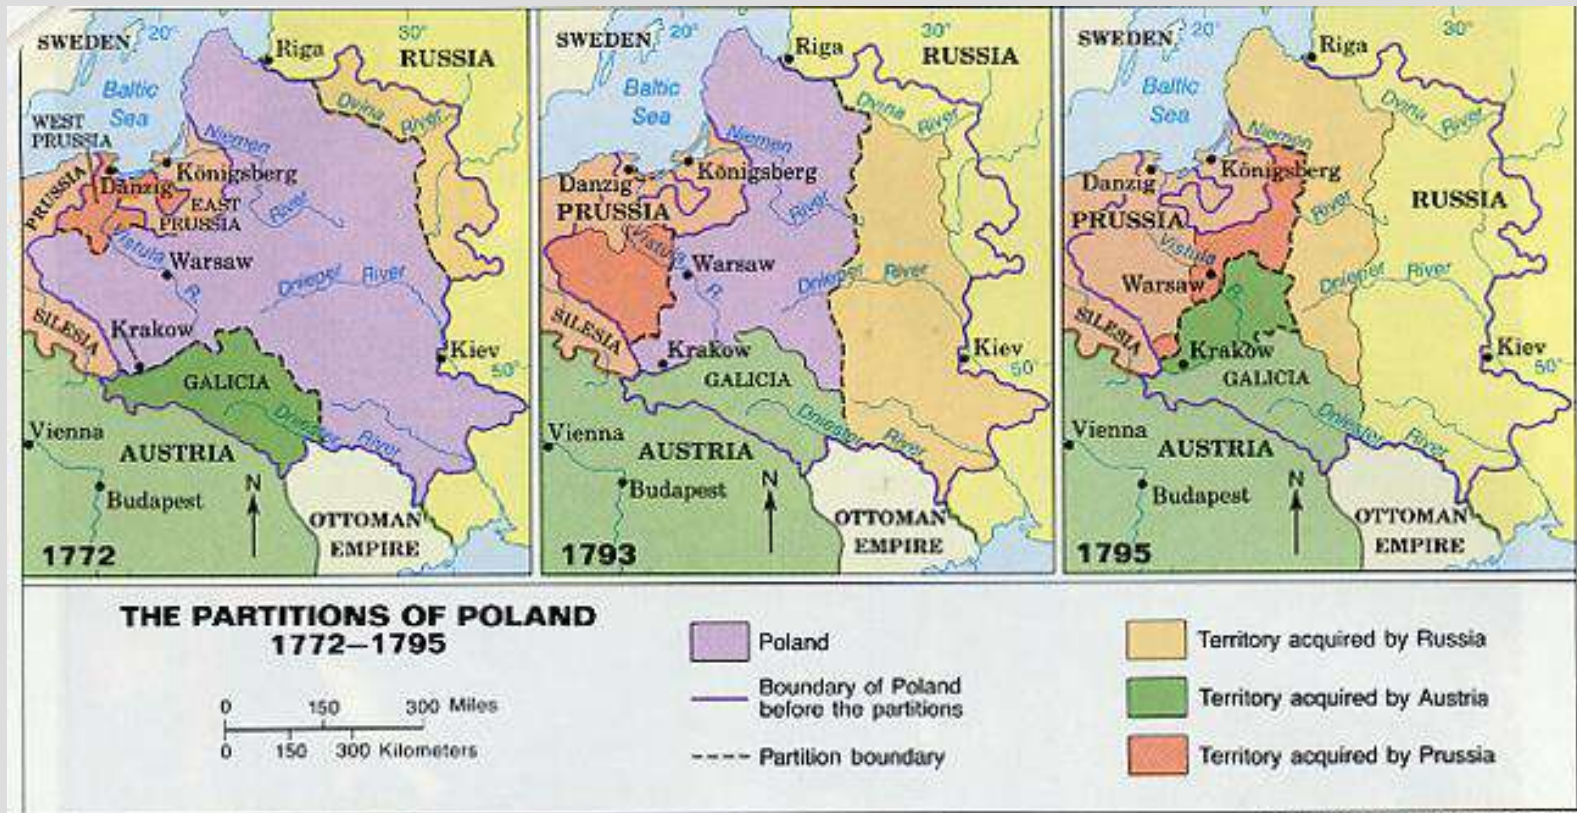 SWEDEN
20°
30°
Riga
RUSSIA
Baltic
Sea
Dvina
River
WEST
PRUSSIA
Niemen
Königsberg
PRUSSIA
Danzig
EAST
PRUSSIA
River
Vistula
R.
Warsaw
Dnieper River
SILESIA
Krakow
Kiev
50°
GALICIA
Dniester
River
Vienna
AUSTRIA
Budapest
N
OTTOMAN
EMPIRE
1772
SWEDEN
20°
30°
Riga
RUSSIA
Baltic
Sea
Dvina
River
Niemen
Königsberg
Danzig
PRUSSIA
River
Vistula
R.
Warsaw
Dnieper River
SILESIA
Krakow
Kiev
50°
GALICIA
Dniester
River
Vienna
AUSTRIA
Budapest
N
OTTOMAN
EMPIRE
1793
SWEDEN
20°
30°
Riga
Baltic
Sea
Dvina
River
Niemen
Königsberg
Danzig
RUSSIA
PRUSSIA
River
Vistula
R.
Warsaw
Dnieper River
SILESIA
Krakow
Kiev
50°
GALICIA
Dniester
River
Vienna
AUSTRIA
Budapest
N
OTTOMAN
EMPIRE
1795
THE PARTITIONS OF POLAND
1772–1795
0 150 300 Miles
0 150 300 Kilometers
Poland
Boundary of Poland
before the partitions
Partition boundary
Territory acquired by Russia
Territory acquired by Austria
Territory acquired by Prussia